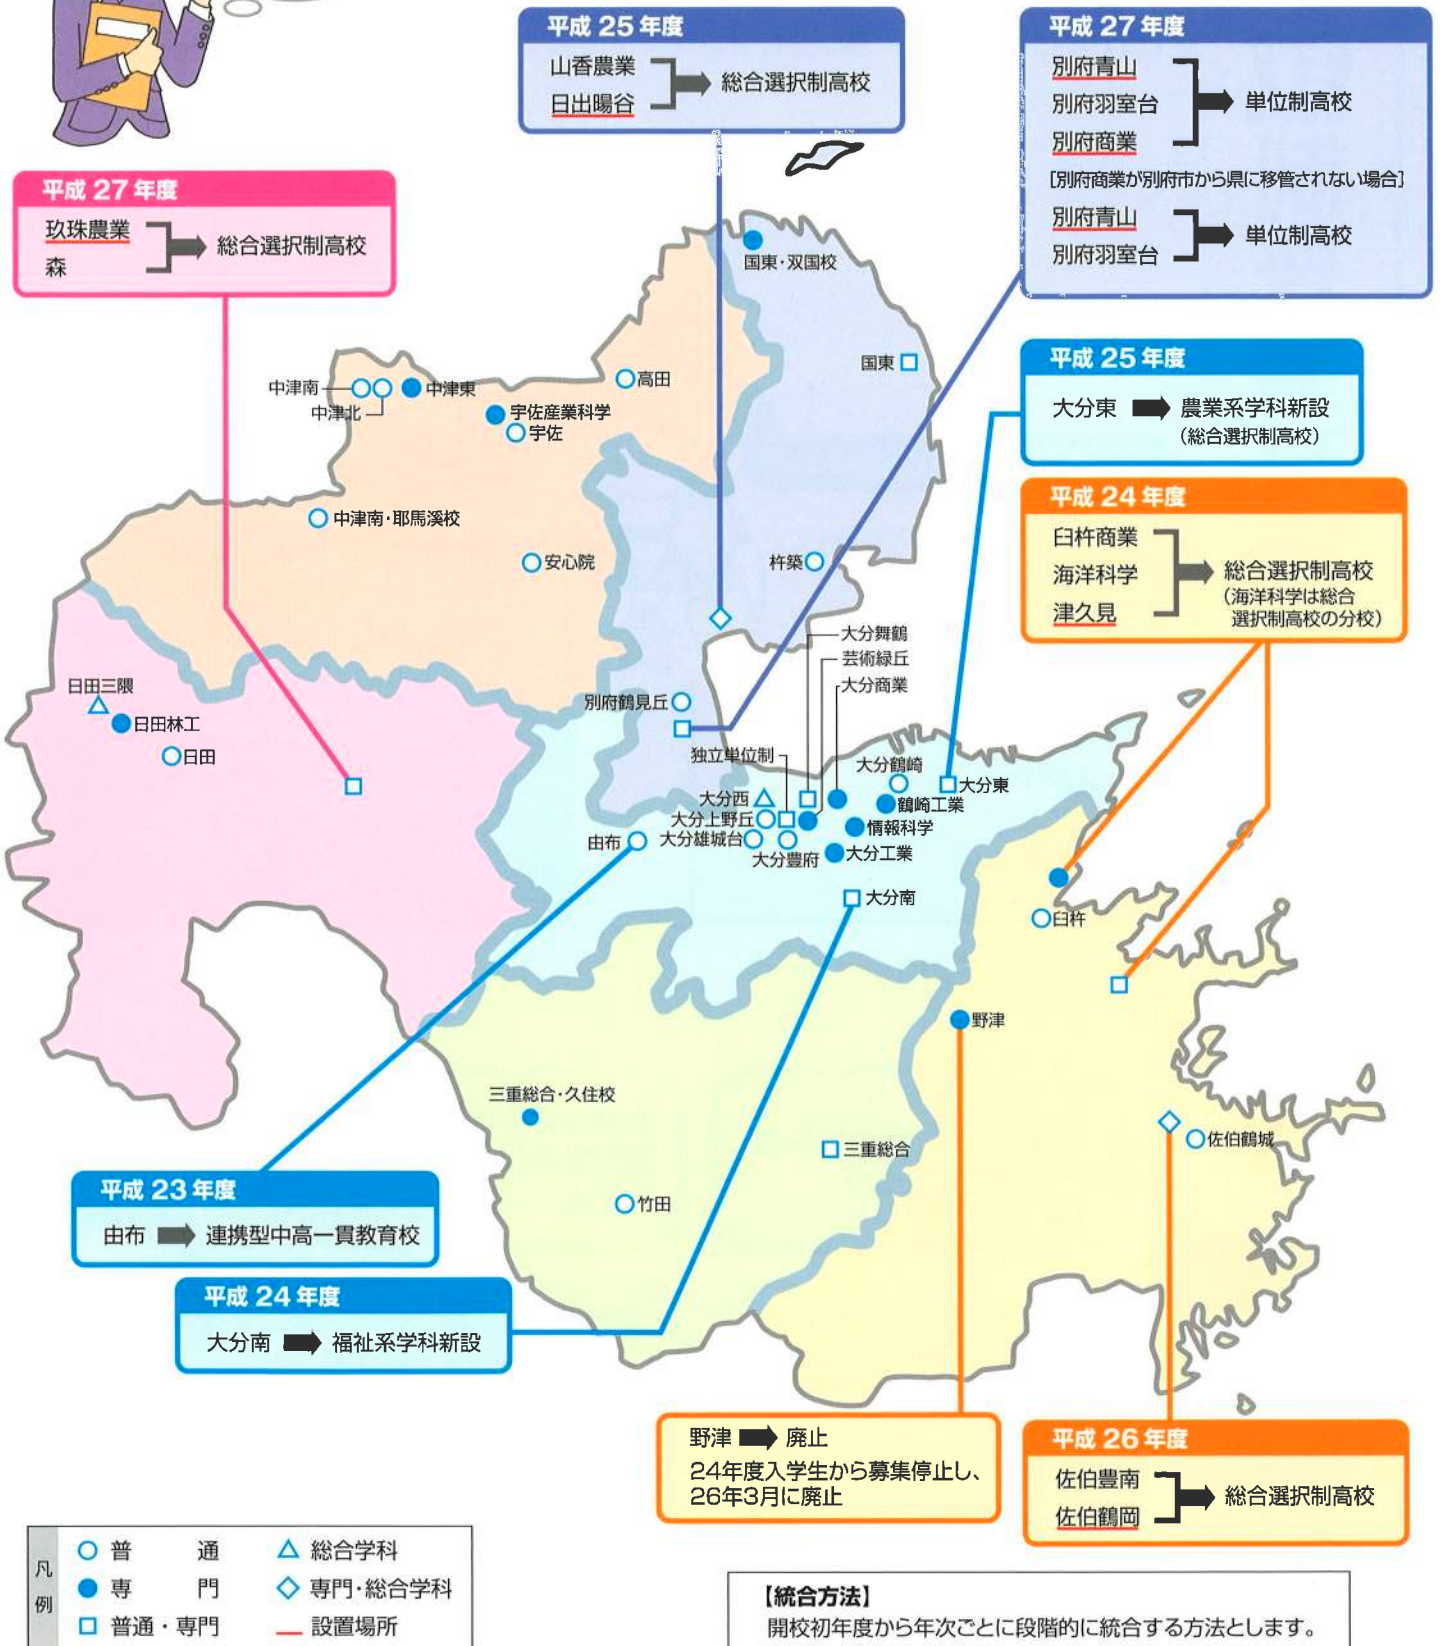 平成 25 年度
山香農業
日出暘谷
総合選択制高校
平成 27 年度
別府青山
別府羽室台
別府商業
単位制高校
[別府商業が別府市から県に移管されない場合]
別府青山
別府羽室台
単位制高校
平成 27 年度
玖珠農業
森
総合選択制高校
国東・双国校
国東
高田
中津南
中津北
中津東
宇佐産業科学
宇佐
中津南・耶馬溪校
安心院
杵築
平成 25 年度
大分東 ➡ 農業系学科新設
(総合選択制高校)
平成 24 年度
臼杵商業
海洋科学
津久見
総合選択制高校
(海洋科学は総合
選択制高校の分校)
大分舞鶴
芸術緑丘
大分商業
日田三隈
日田林工
日田
別府鶴見丘
独立単位制
大分鶴崎
大分東
大分西
鶴崎工業
大分上野丘
情報科学
由布
大分雄城台
大分豊府
大分工業
大分南
臼杵
野津
三重総合・久住校
三重総合
佐伯鶴城
竹田
平成 23 年度
由布 ➡ 連携型中高一貫教育校
平成 24 年度
大分南 ➡ 福祉系学科新設
野津 ➡ 廃止
24年度入学生から募集停止し、
26年3月に廃止
平成 26 年度
佐伯豊南
佐伯鶴岡
総合選択制高校
凡例
○ 普 通
△ 総合学科
● 専 門
◇ 専門・総合学科
□ 普通・専門
― 設置場所
【統合方法】
開校初年度から年次ごとに段階的に統合する方法とします。